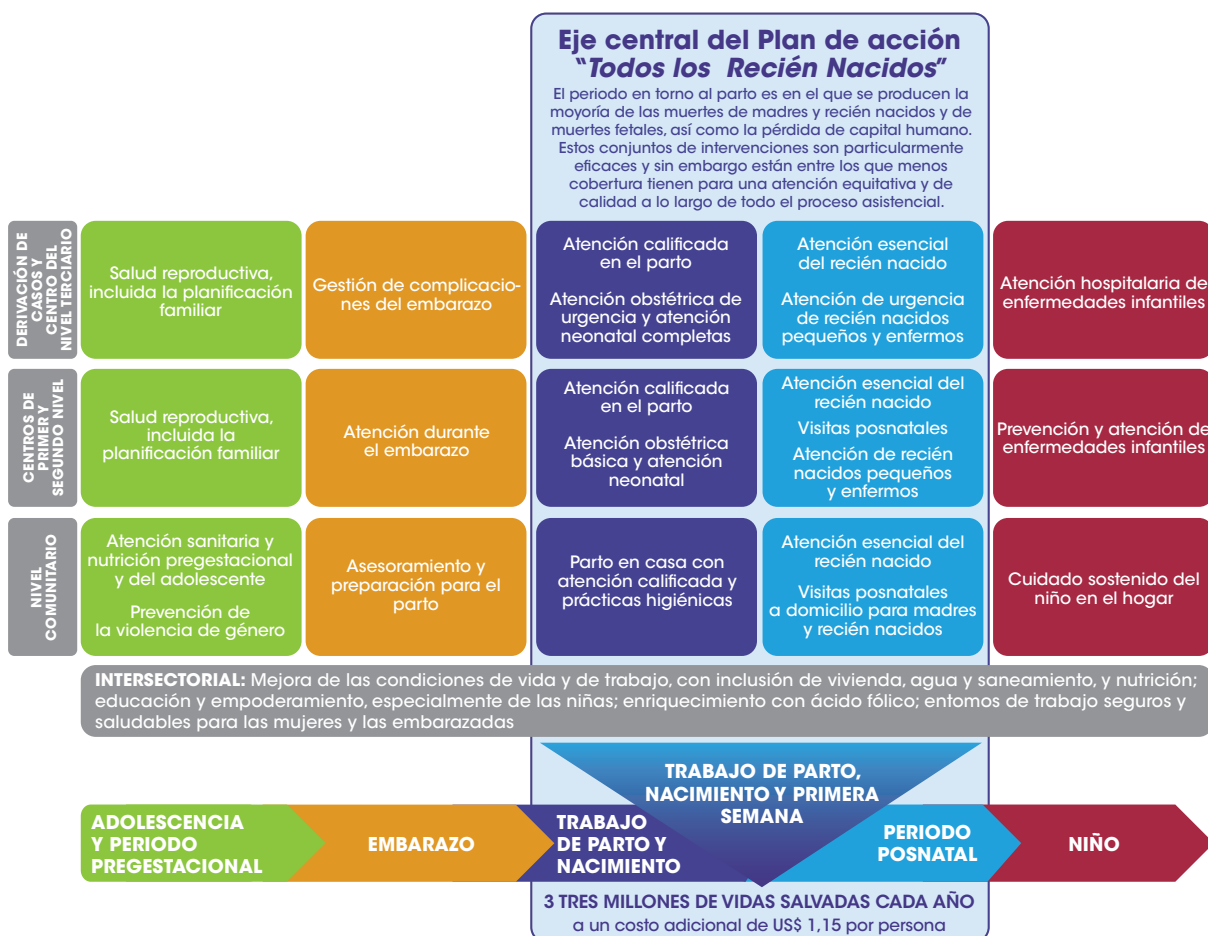 Eje central del Plan de acción
"Todos los Recién Nacidos"
El periodo en torno al parto es en el que se producen la
moyoría de las muertes de madres y recién nacidos y de
muertes fetales, así como la pérdida de capital humano.
Estos conjuntos de intervenciones son particularmente
eficaces y sin embargo están entre los que menos
cobertura tienen para una atención equitativa y de
calidad a lo largo de todo el proceso asistencial.
DERIVACIÓN DE
CASOS Y
CENTRO DEL
NIVEL TERCIARIO
Salud reproductiva,
incluida la planificación
familiar
Gestión de complicacio-
nes del embarazo
Atención calificada
en el parto
Atención obstétrica de
urgencia y atención
neonatal completas
Atención esencial
del recién nacido
Atención de urgencia
de recién nacidos
pequeños y enfermos
Atención hospitalaria de
enfermedades infantiles
CENTROS DE
PRIMER Y
SEGUNDO NIVEL
Salud reproductiva,
incluida la
planificación familiar
Atención durante
el embarazo
Atención calificada
en el parto
Atención obstétrica
básica y atención
neonatal
Atención esencial del
recién nacido
Visitas posnatales
Atención de recién
nacidos pequeños
y enfermos
Prevención y atención de
enfermedades infantiles
NIVEL
COMUNITARIO
Atención sanitaria y
nutrición pregestacional
y del adolescente
Prevención de
la violencia de género
Asesoramiento y
preparación para el
parto
Parto en casa con
atención calificada y
prácticas higiénicas
Atención esencial del
recién nacido
Visitas posnatales
a domicilio para madres
y recién nacidos
Cuidado sostenido del
niño en el hogar
INTERSECTORIAL: Mejora de las condiciones de vida y de trabajo, con inclusión de vivienda, agua y saneamiento, y nutrición;
educación y empoderamiento, especialmente de las niñas; enriquecimiento con ácido fólico; entornos de trabajo seguros y
saludables para las mujeres y las embarazadas
TRABAJO DE PARTO,
NACIMIENTO Y PRIMERA
SEMANA
ADOLESCENCIA
Y PERIODO
PREGESTACIONAL
EMBARAZO
TRABAJO
DE PARTO Y
NACIMIENTO
PERIODO
POSNATAL
NIÑO
3 TRES MILLONES DE VIDAS SALVADAS CADA AÑO
a un costo adicional de US$ 1,15 por persona